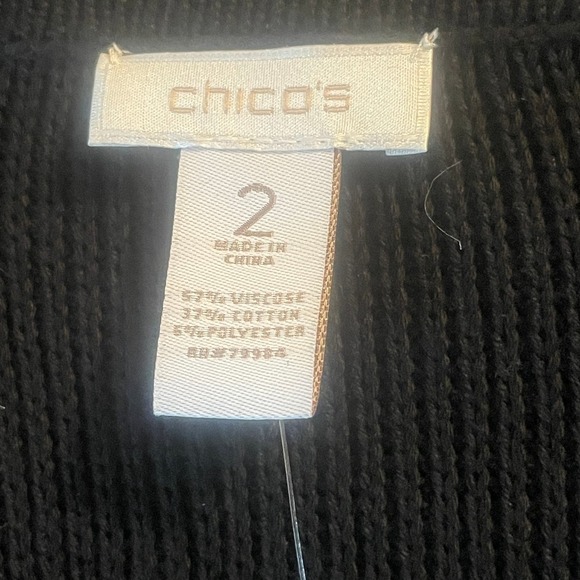 chico's
2
MADE IN
CHINA
57% VISCOSE
37% COTTON
6% POLYESTER
RN#79984